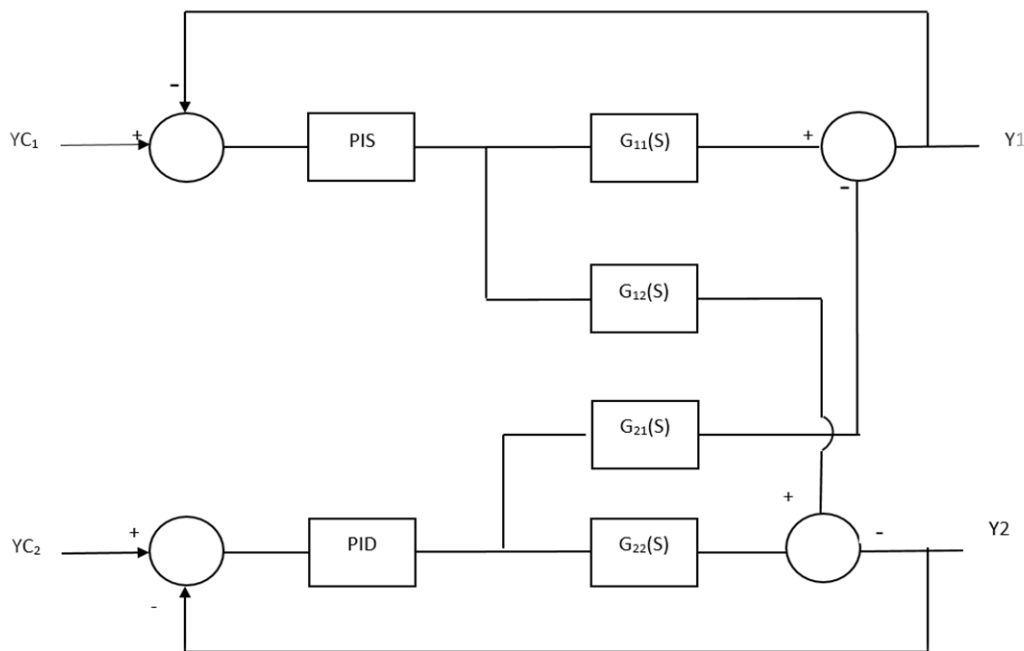 -
YC₁ + PIS G₁₁(S) + Y1
-
G₁₂(S)
G₂₁(S)
+
YC₂ + PID G₂₂(S) - Y2
-